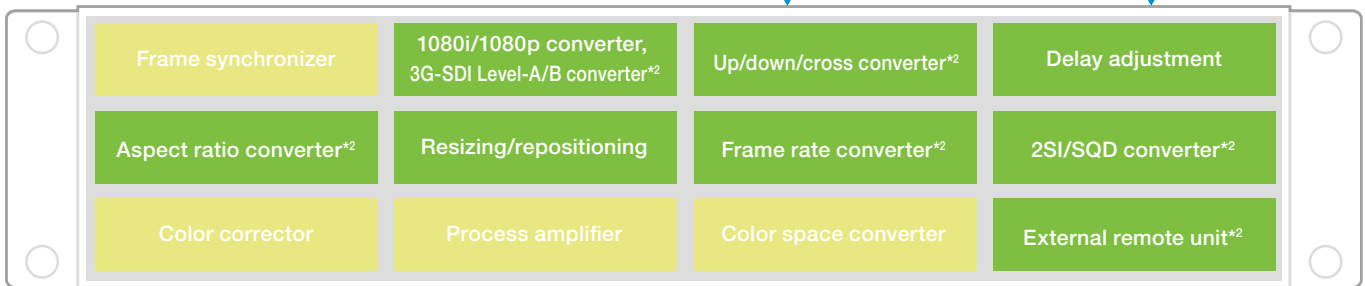 Frame synchronizer
1080i/1080p converter,
3G-SDI Level-A/B converter*2
Up/down/cross converter*2
Delay adjustment
Aspect ratio converter*2
Resizing/repositioning
Frame rate converter*2
2SI/SQD converter*2
Color corrector
Process amplifier
Color space converter
External remote unit*2